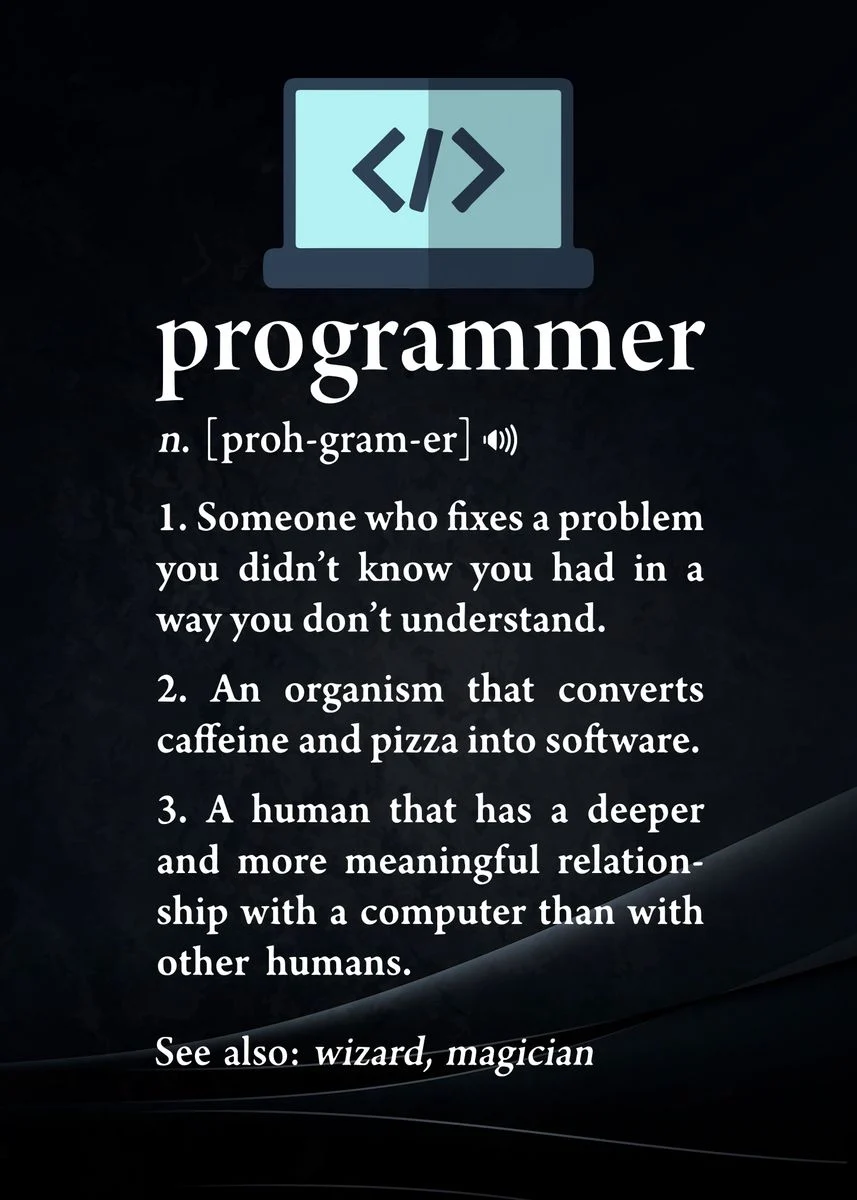 </>
programmer
n. [proh-gram-er]
1. Someone who fixes a problem
you didn’t know you had in a
way you don’t understand.
2. An organism that converts
caffeine and pizza into software.
3. A human that has a deeper
and more meaningful relation-
ship with a computer than with
other humans.
See also: wizard, magician